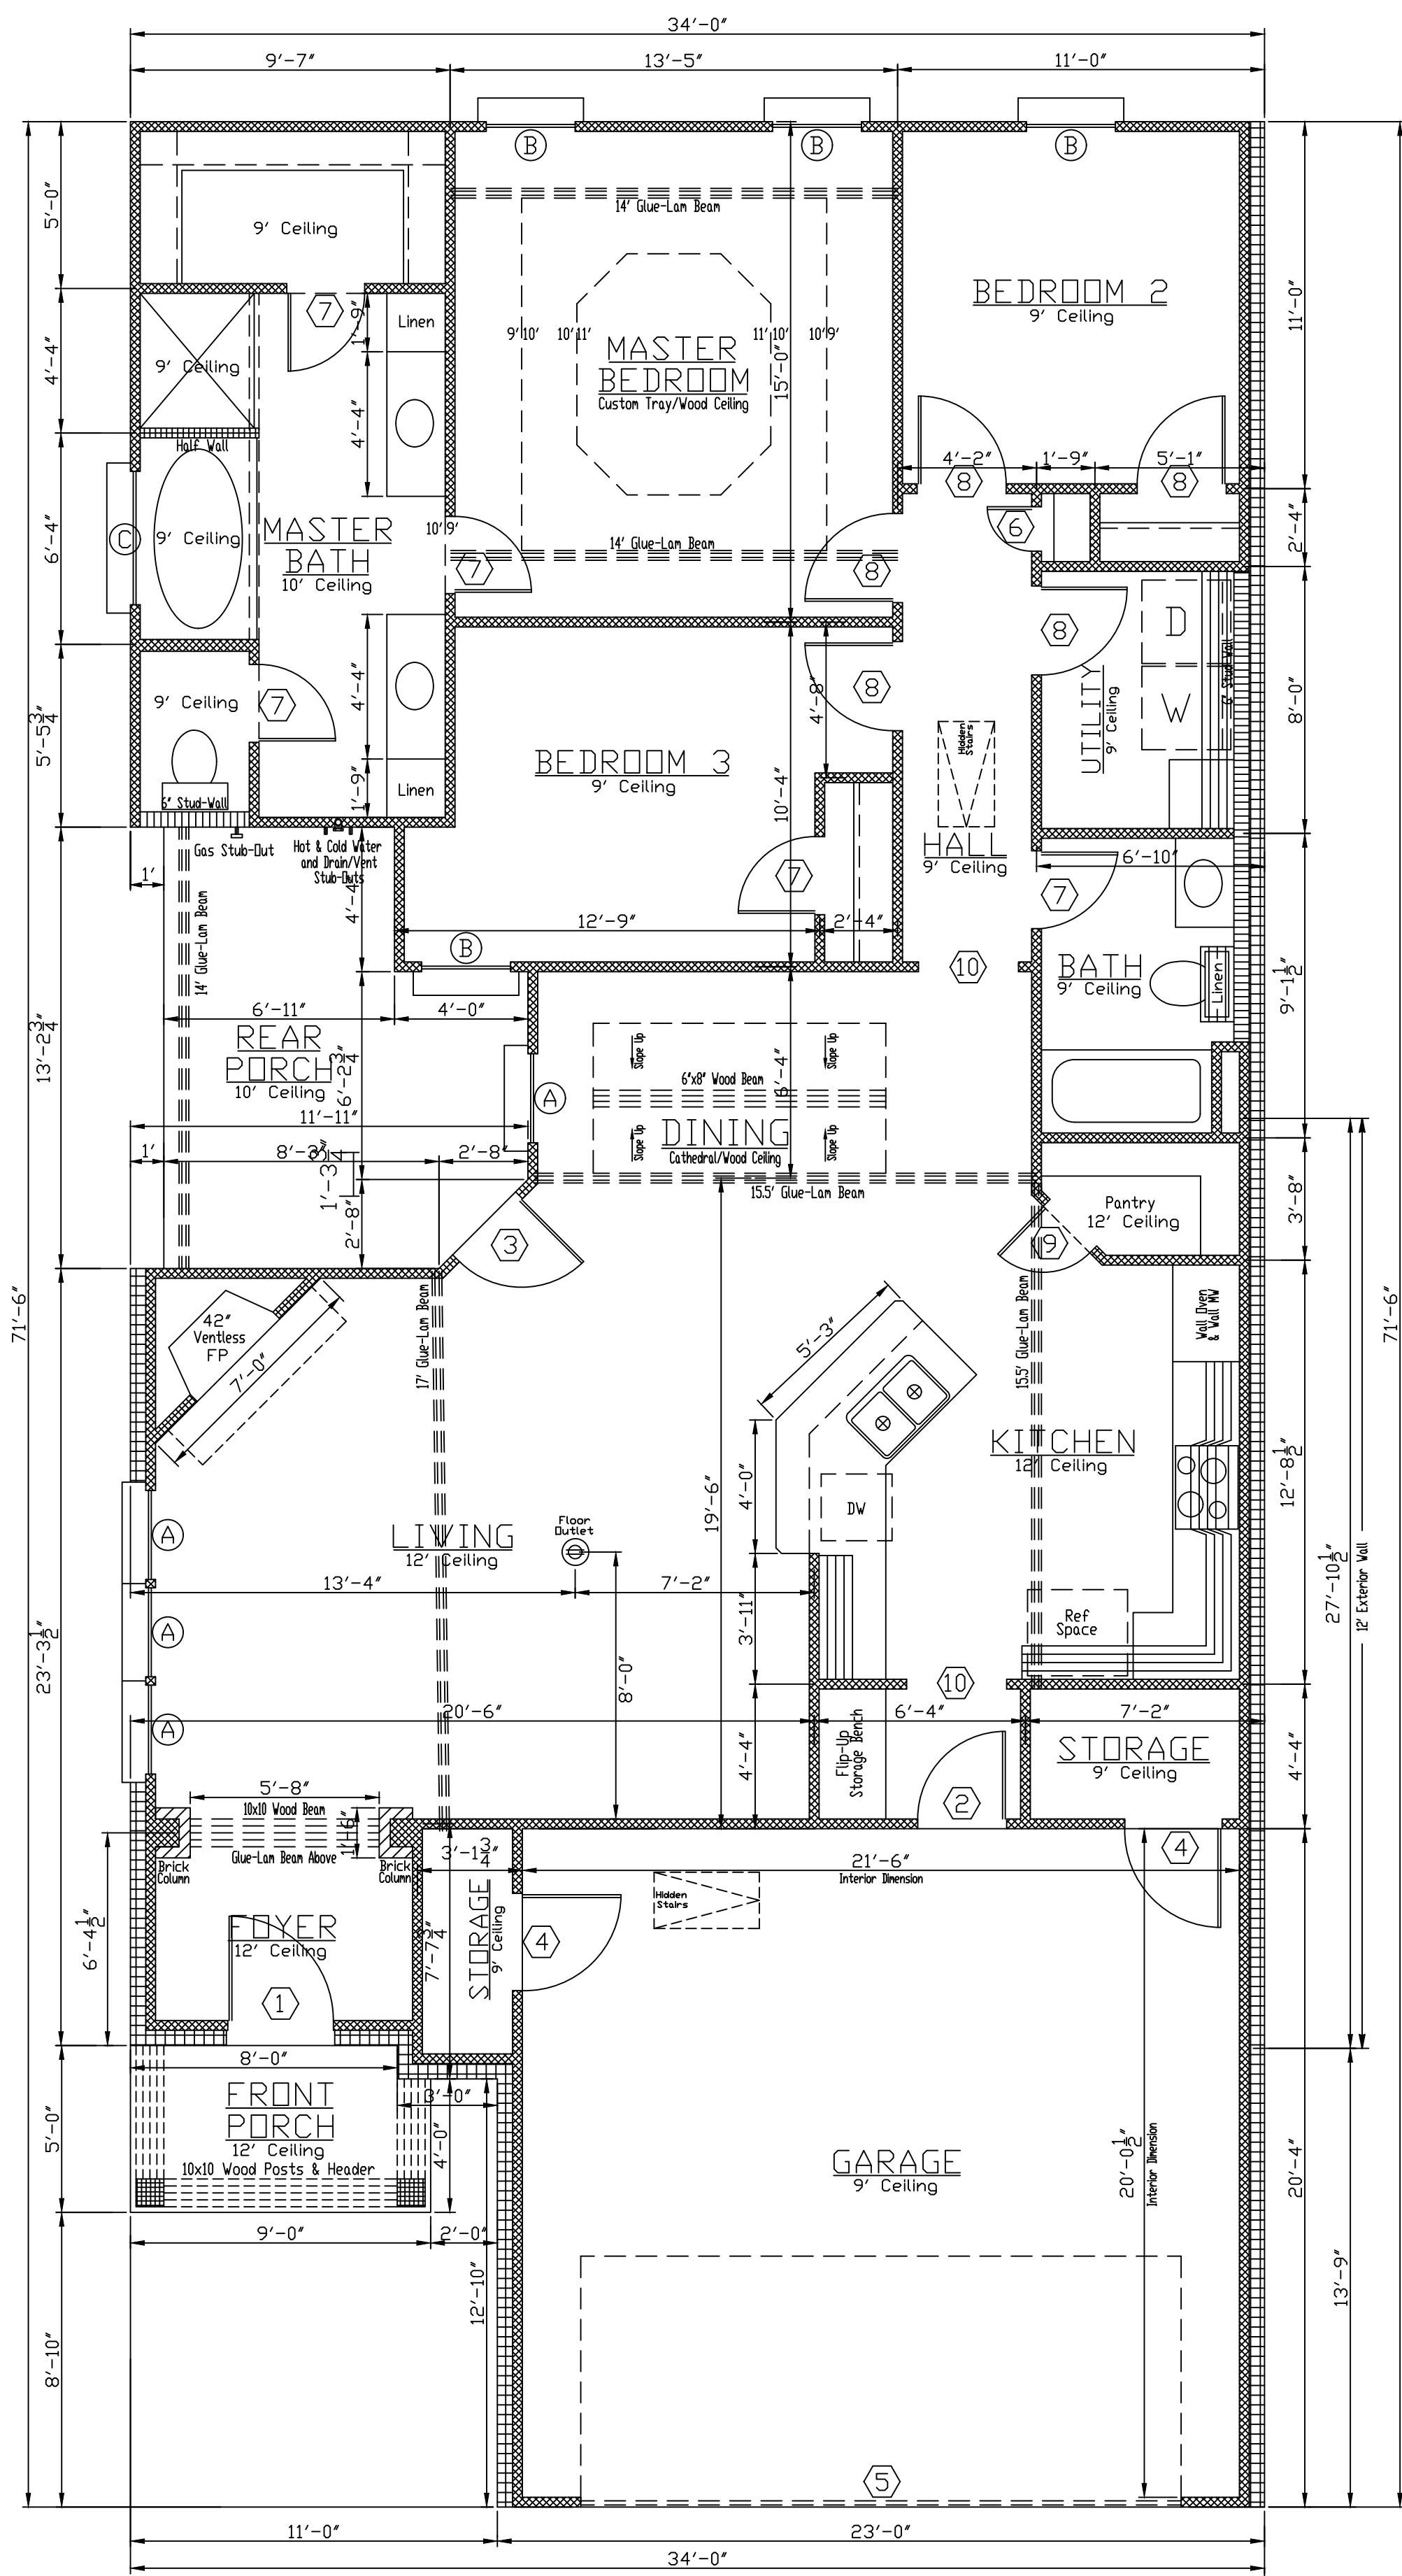 34'-0"
9'-7"
13'-5"
11'-0"
B
B
B
5'-0"
9' Ceiling
14' Glue-Lam Beam
BEDROOM 2
9' Ceiling
11'-0"
7
1'-9"
Linen
4'-4"
9' Ceiling
9'
10'
10'
11'
11'
10'
10'
9'
MASTER
BEDROOM
Custom Tray/Wood Ceiling
15'-0"
4'-4"
Half Wall
4'-2"
1'-9"
5'-1"
8
8
6
2'-4"
6'-4"
C
9' Ceiling
MASTER
BATH
10' Ceiling
10'
9'
14' Glue-Lam Beam
7
8
8
D
W
6" Stud-Wall
UTILITY
9' Ceiling
8'-0"
5'-5 3/4"
9' Ceiling
7
4'-4"
8
4'-8"
Hidden
Stairs
BEDROOM 3
9' Ceiling
10'-4"
1'-9"
Linen
6" Stud-Wall
Gas Stub-Out
Hot & Cold Water
and Drain/Vent
Stub-Outs
HALL
9' Ceiling
6'-10"
7
7
1'
14' Glue-Lam Beam
4'-4"
12'-9"
2'-4"
B
10
BATH
9' Ceiling
Linen
9'-1 1/2"
13'-2 3/4"
6'-11"
4'-0"
REAR
PORCH
10' Ceiling
6'-2 3/4"
Slope Up
Slope Up
6"x8" Wood Beam
6'-4"
A
11'-11"
DINING
Cathedral/Wood Ceiling
Slope Up
Slope Up
1'
8'-3"
2'-8"
1'-3 3/4"
15.5' Glue-Lam Beam
Pantry
12' Ceiling
3'-8"
2'-8"
3
9
71'-6"
71'-6"
42"
Ventless
FP
7'-0"
17' Glue-Lam Beam
5'-3"
15.5' Glue-Lam Beam
Wall Oven
& Wall MW
KITCHEN
12' Ceiling
12'-8 1/2"
4'-0"
19'-6"
DW
A
LIVING
12' Ceiling
Floor
Outlet
13'-4"
7'-2"
27'-10 1/2"
12' Exterior Wall
A
3'-11"
Ref
Space
23'-3 1/2"
8'-0"
10
A
20'-6"
6'-4"
7'-2"
4'-4"
Flip-Up
Storage Bench
STORAGE
9' Ceiling
4'-4"
5'-8"
10x10 Wood Beam
1'-6"
2
Glue-Lam Beam Above
Brick
Column
Brick
Column
3'-1 3/4"
21'-6"
Interior Dimension
4
6'-4 1/2"
FOYER
12' Ceiling
7'-7 3/4"
STORAGE
9' Ceiling
Hidden
Stairs
4
1
8'-0"
FRONT
PORCH
12' Ceiling
10x10 Wood Posts & Header
5'-0"
3'-0"
4'-0"
GARAGE
9' Ceiling
20'-0 1/2"
Interior Dimension
20'-4"
9'-0"
2'-0"
12'-10"
13'-9"
8'-10"
5
11'-0"
23'-0"
34'-0"